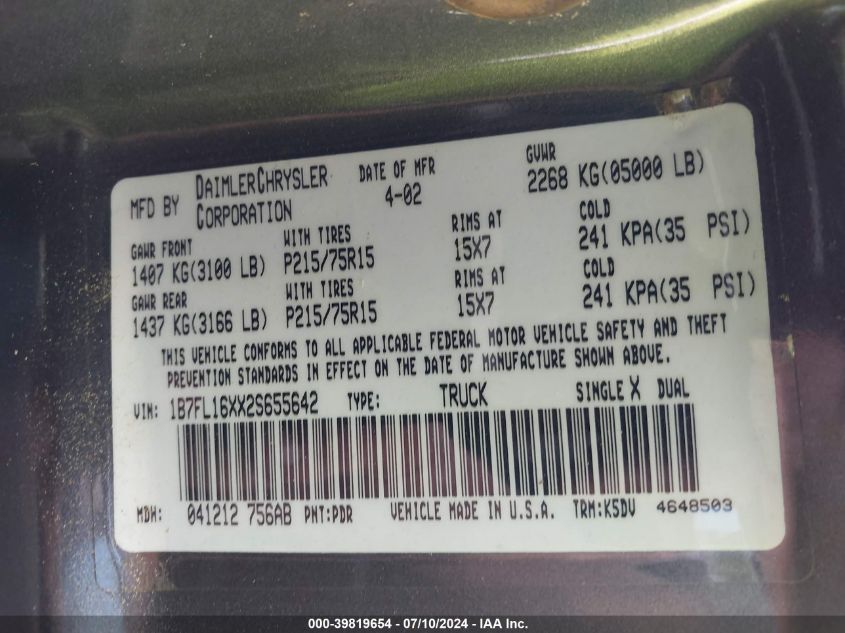 MFD BY DAIMLERCHRYSLER CORPORATION DATE OF MFR 4-02 GVWR 2268 KG(05000 LB)
GAWR FRONT WITH TIRES RIMS AT COLD
1407 KG(3100 LB) P215/75R15 15X7 241 KPA(35 PSI)
GAWR REAR WITH TIRES RIMS AT COLD
1437 KG(3166 LB) P215/75R15 15X7 241 KPA(35 PSI)
THIS VEHICLE CONFORMS TO ALL APPLICABLE FEDERAL MOTOR VEHICLE SAFETY AND THEFT
PREVENTION STANDARDS IN EFFECT ON THE DATE OF MANUFACTURE SHOWN ABOVE.
VIN: 1B7FL16XX2S655642 TYPE: TRUCK SINGLE X DUAL
MDH: 041212 756AB PNT:PDR VEHICLE MADE IN U.S.A. TRM:K5DV 4648503
000-39819654 - 07/10/2024 - IAA Inc.